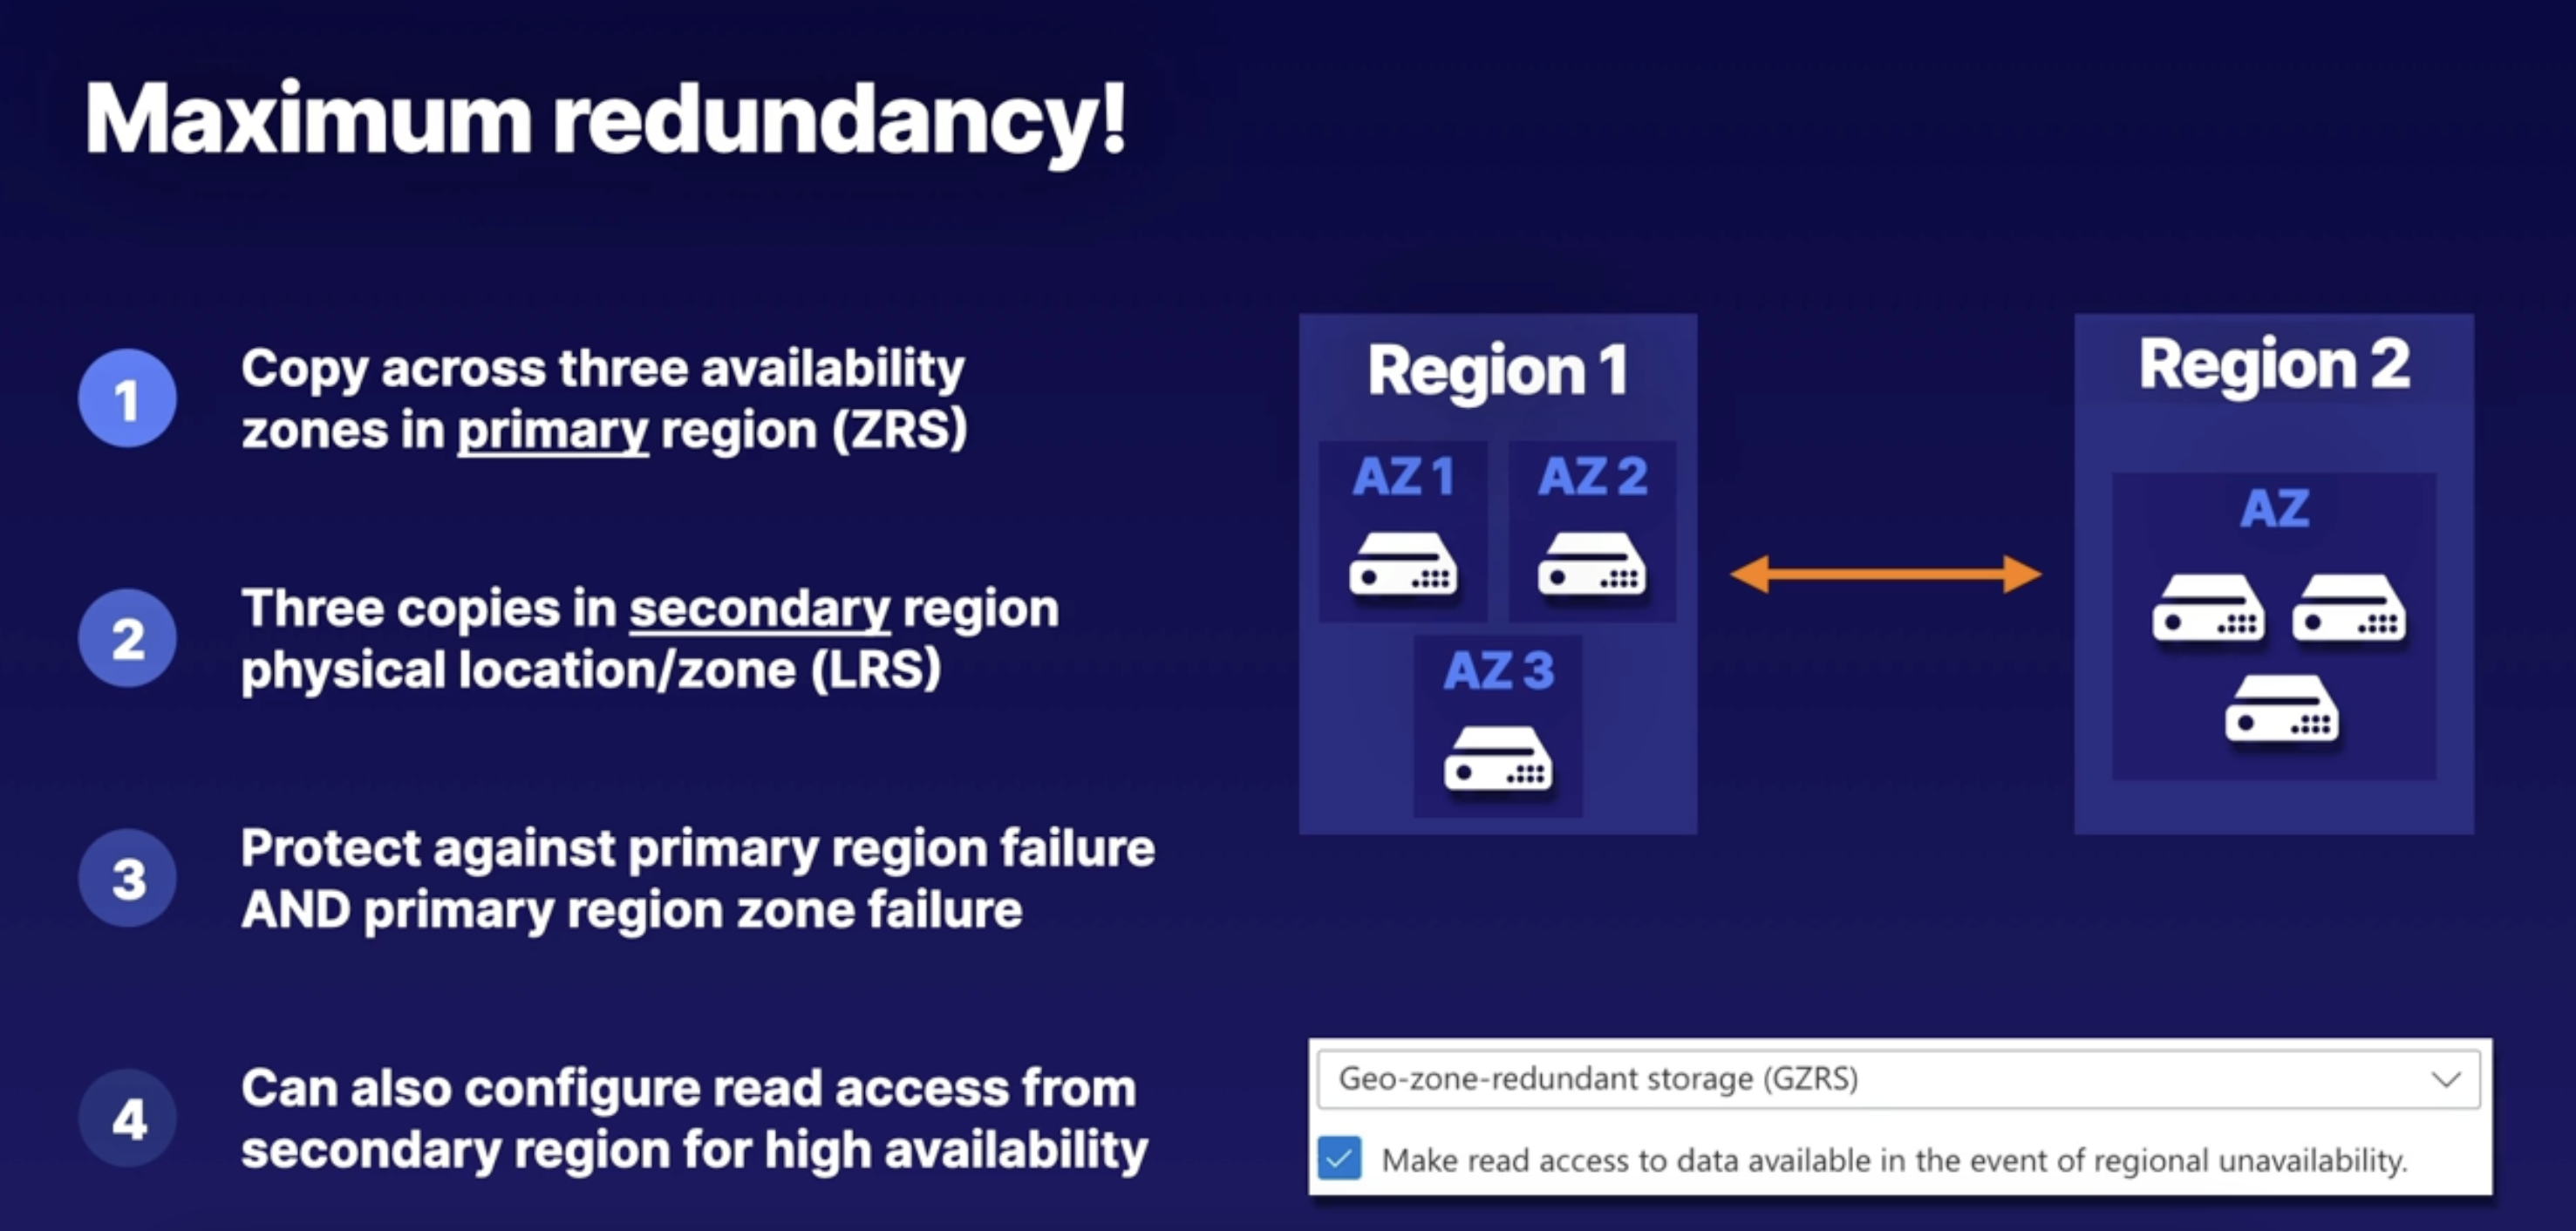 Maximum redundancy!
1
Copy across three availability
zones in primary region (ZRS)
2
Three copies in secondary region
physical location/zone (LRS)
3
Protect against primary region failure
AND primary region zone failure
4
Can also configure read access from
secondary region for high availability
Region 1
AZ 1
AZ 2
AZ 3
Region 2
AZ
Geo-zone-redundant storage (GZRS)
Make read access to data available in the event of regional unavailability.